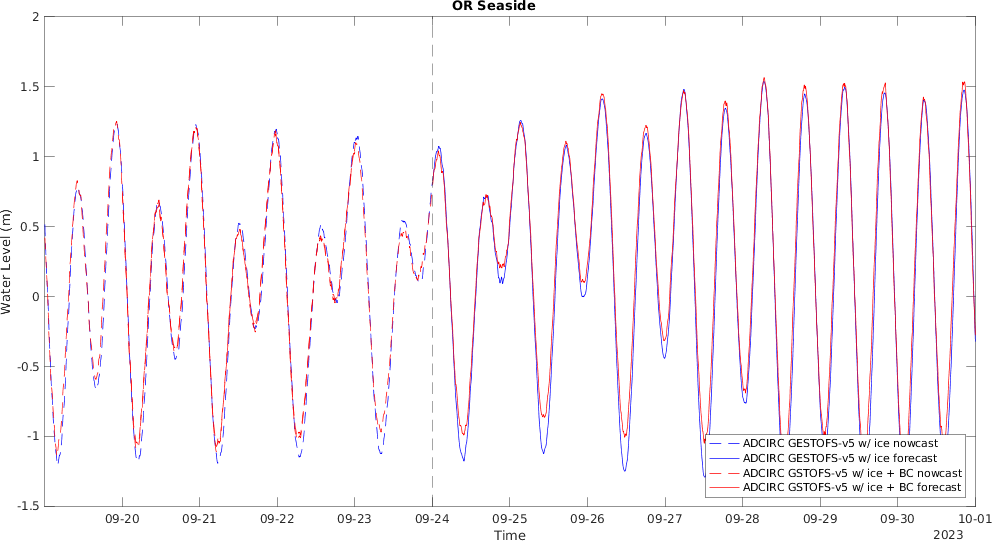 OR Seaside
2
1.5
1
0.5
0
-0.5
-1
-1.5
Water Level (m)
ADCIRC GESTOFS-v5 w/ ice nowcast
ADCIRC GESTOFS-v5 w/ ice forecast
ADCIRC GSTOFS-v5 w/ ice + BC nowcast
ADCIRC GSTOFS-v5 w/ ice + BC forecast
09-20 09-21 09-22 09-23 09-24 09-25 09-26 09-27 09-28 09-29 09-30 10-01
Time
2023